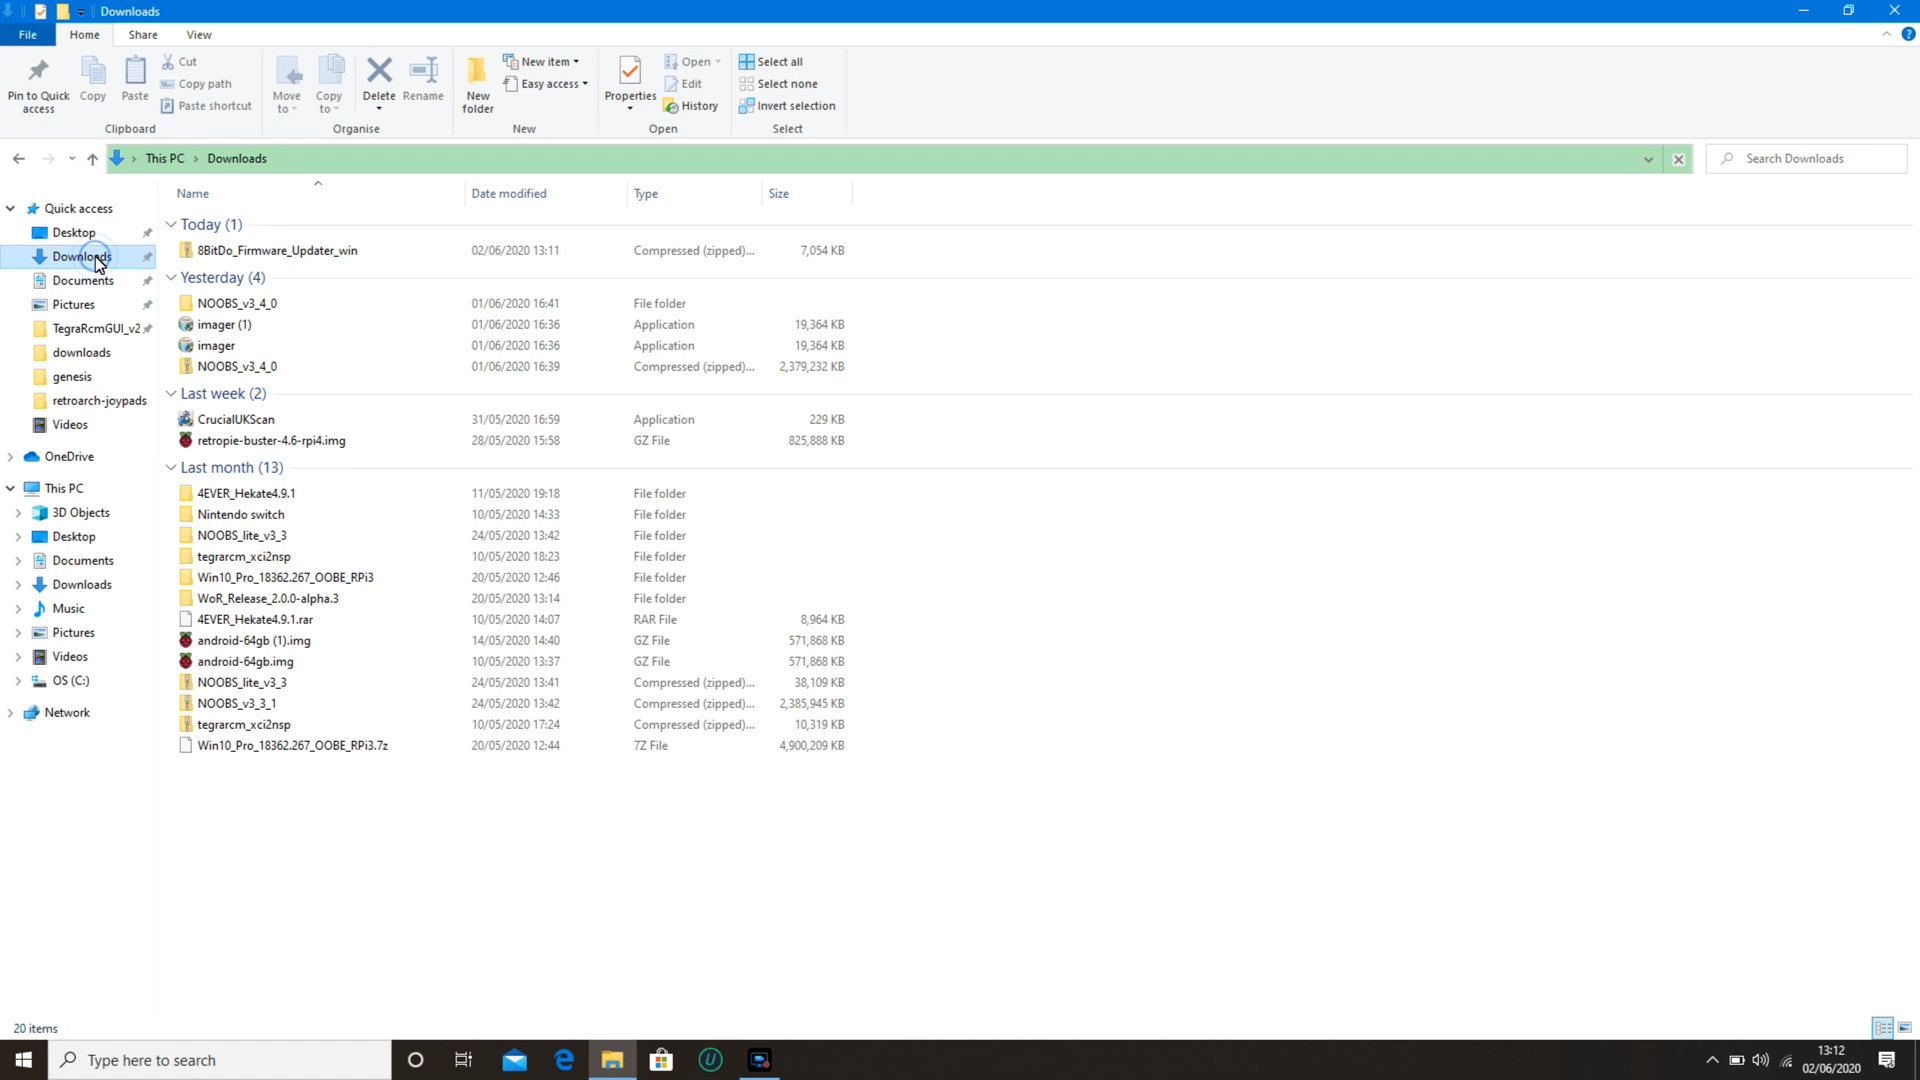 Downloads
File Home Share View
Pin to Quick access
Copy
Paste
Cut
Copy path
Paste shortcut
Clipboard
Move to
Copy to
Delete
Rename
Organise
New folder
New item
Easy access
New
Properties
Open
Edit
History
Open
Select all
Select none
Invert selection
Select
This PC Downloads
Search Downloads
Quick access
Desktop
Downloads
Documents
Pictures
TegraRcmGUI_v2
downloads
genesis
retroarch-joypads
Videos
OneDrive
This PC
3D Objects
Desktop
Documents
Downloads
Music
Pictures
Videos
OS (C:)
Network
Name Date modified Type Size
Today (1)
8BitDo_Firmware_Updater_win 02/06/2020 13:11 Compressed (zipped)... 7,054 KB
Yesterday (4)
NOOBS_v3_4_0 01/06/2020 16:41 File folder
imager (1) 01/06/2020 16:36 Application 19,364 KB
imager 01/06/2020 16:36 Application 19,364 KB
NOOBS_v3_4_0 01/06/2020 16:39 Compressed (zipped)... 2,379,232 KB
Last week (2)
CrucialUKScan 31/05/2020 16:59 Application 229 KB
retropie-buster-4.6-rpi4.img 28/05/2020 15:58 GZ File 825,888 KB
Last month (13)
4EVER_Hekate4.9.1 11/05/2020 19:18 File folder
Nintendo switch 10/05/2020 14:33 File folder
NOOBS_lite_v3_3 24/05/2020 13:42 File folder
tegrarcm_xci2nsp 10/05/2020 18:23 File folder
Win10_Pro_18362.267_OOBE_RPi3 20/05/2020 12:46 File folder
WoR_Release_2.0.0-alpha.3 20/05/2020 13:14 File folder
4EVER_Hekate4.9.1.rar 10/05/2020 14:07 RAR File 8,964 KB
android-64gb (1).img 14/05/2020 14:40 GZ File 571,868 KB
android-64gb.img 10/05/2020 13:37 GZ File 571,868 KB
NOOBS_lite_v3_3 24/05/2020 13:41 Compressed (zipped)... 38,109 KB
NOOBS_v3_3_1 24/05/2020 13:42 Compressed (zipped)... 2,385,945 KB
tegrarcm_xci2nsp 10/05/2020 17:24 Compressed (zipped)... 10,319 KB
Win10_Pro_18362.267_OOBE_RPi3.7z 20/05/2020 12:44 7Z File 4,900,209 KB
20 items
Type here to search
13:12
02/06/2020